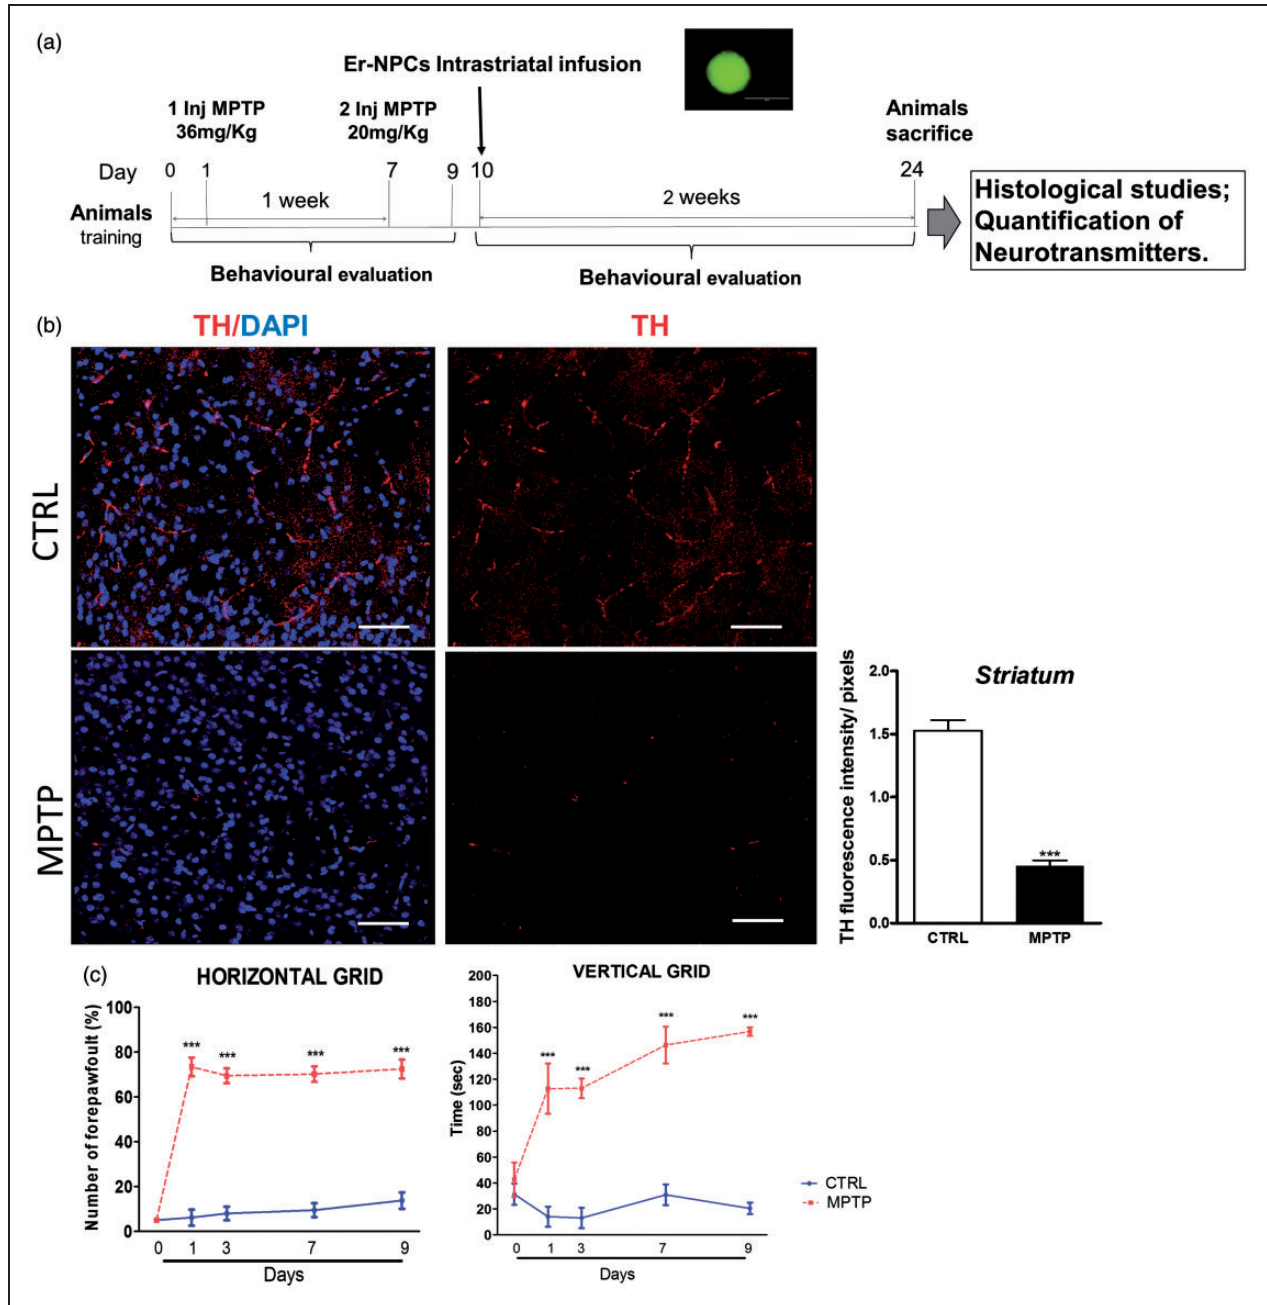 (a)
Er-NPCs Intrastriatal infusion
1 Inj MPTP
36mg/Kg
2 Inj MPTP
20mg/Kg
Animals
sacrifice
Day 0 1 7 9 10 24
1 week
2 weeks
Animals
training
Behavioural evaluation
Behavioural evaluation
Histological studies;
Quantification of
Neurotransmitters.
(b)
TH/DAPI
TH
CTRL
MPTP
Striatum
TH fluorescence intensity/ pixels
2.0
1.5
1.0
0.5
0.0
***
CTRL MPTP
(c)
HORIZONTAL GRID
Number of forepawfoult (%)
100
80
60
40
20
0
*** *** *** ***
0 1 3 7 9
Days
VERTICAL GRID
Time (sec)
200
180
160
140
120
100
80
60
40
20
0
*** *** *** ***
0 1 3 7 9
Days
CTRL
MPTP